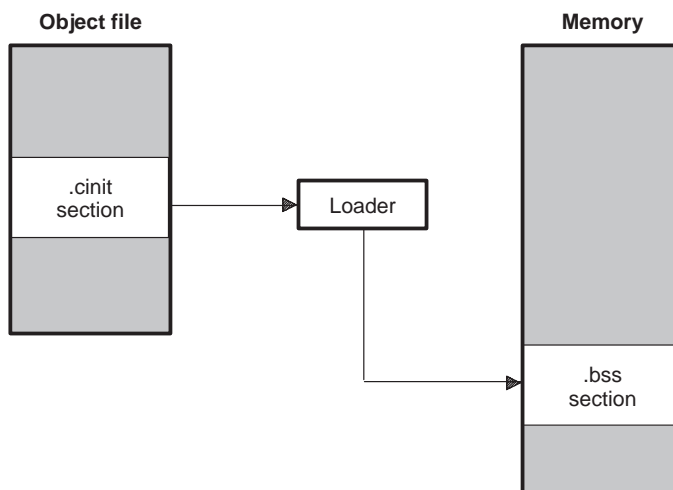 Object file
Memory
.cinit
section
Loader
.bss
section